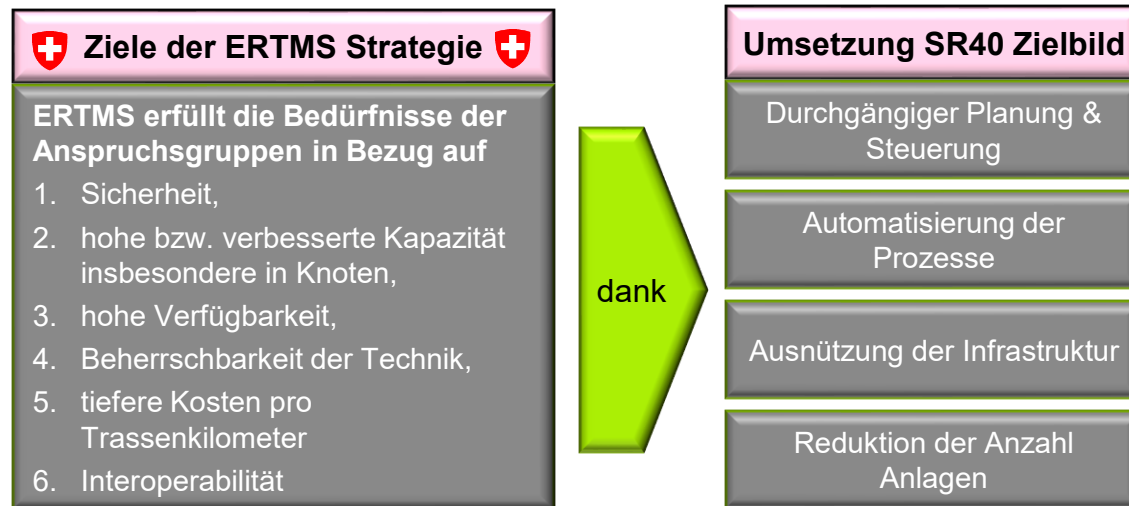 Ziele der ERTMS Strategie
ERTMS erfüllt die Bedürfnisse der
Anspruchsgruppen in Bezug auf
1. Sicherheit,
2. hohe bzw. verbesserte Kapazität
insbesondere in Knoten,
3. hohe Verfügbarkeit,
4. Beherrschbarkeit der Technik,
5. tiefere Kosten pro
Trassenkilometer
6. Interoperabilität
dank
Umsetzung SR40 Zielbild
Durchgängiger Planung &
Steuerung
Automatisierung der
Prozesse
Ausnützung der Infrastruktur
Reduktion der Anzahl
Anlagen